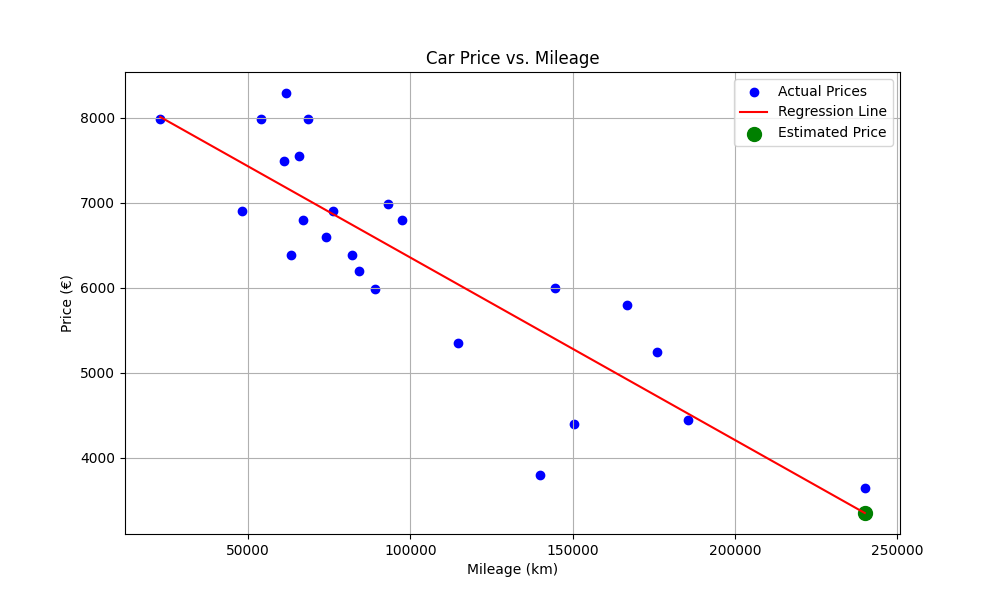 Car Price vs. Mileage
Actual Prices
Regression Line
Estimated Price
Price (€)
8000
7000
6000
5000
4000
50000
100000
150000
200000
250000
Mileage (km)